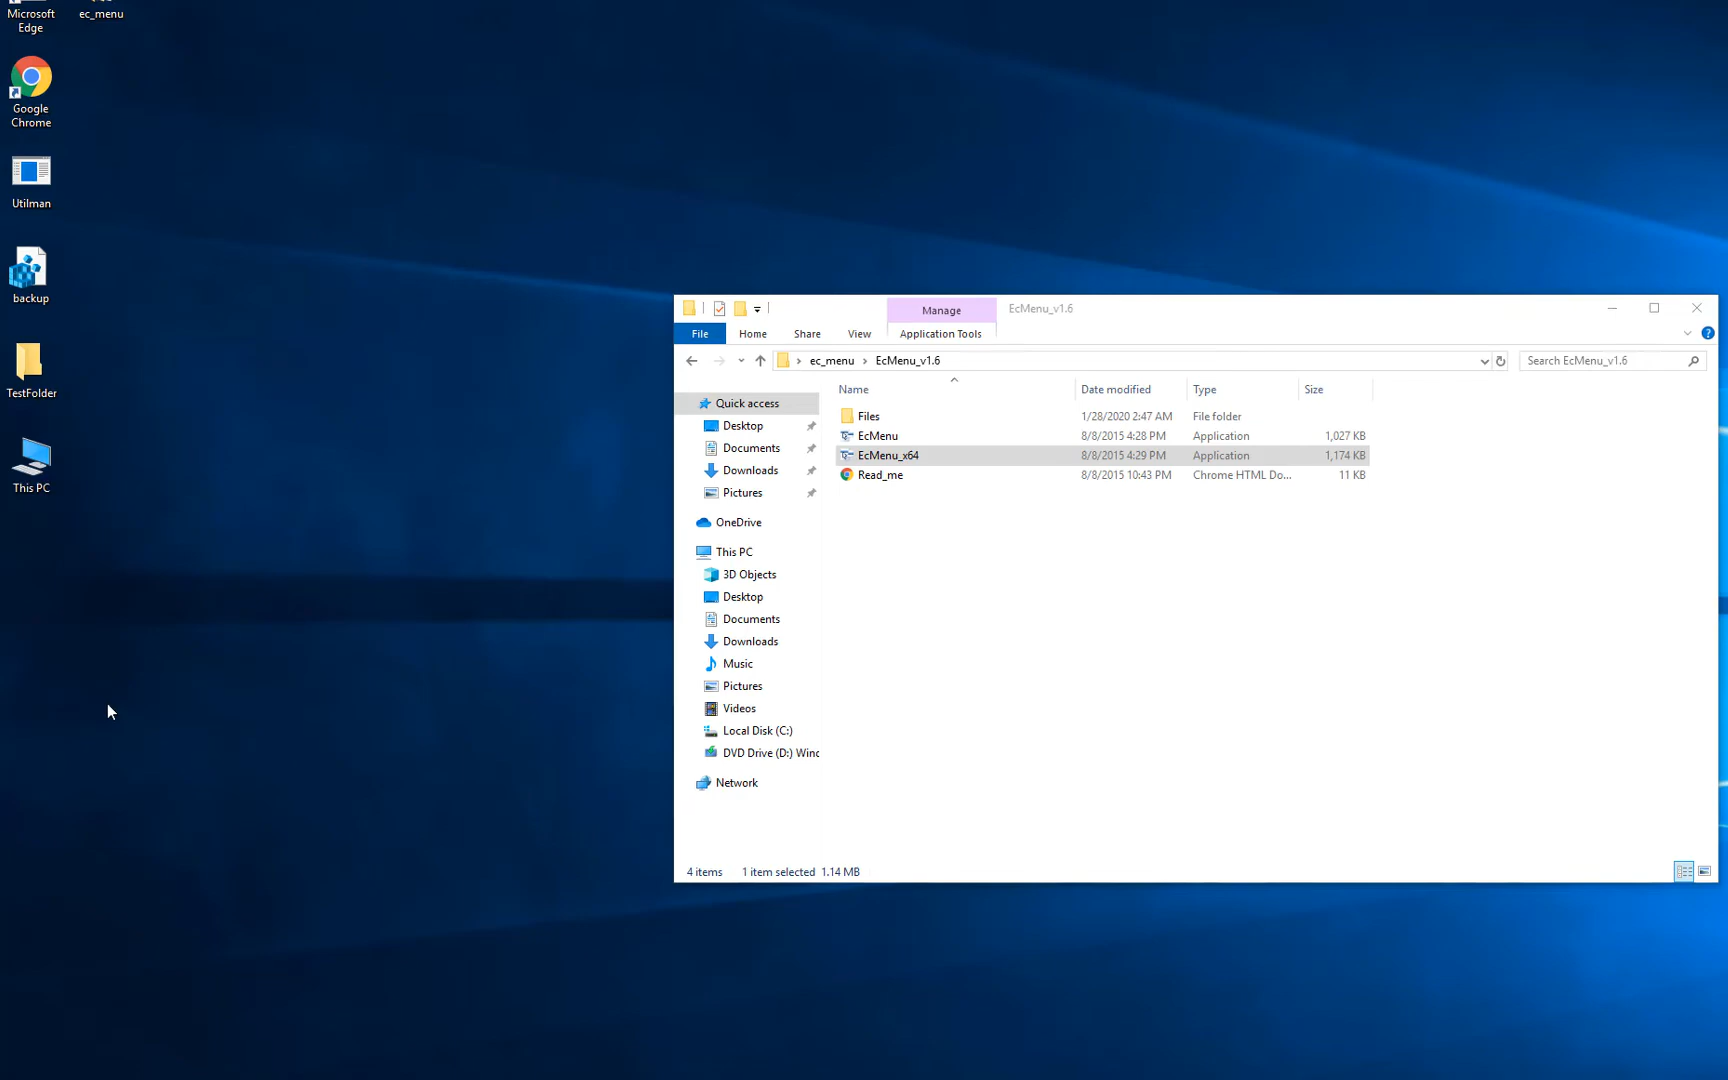 Microsoft
Edge
ec_menu
Google
Chrome
Utilman
backup
TestFolder
This PC
Manage
EcMenu_v1.6
File
Home
Share
View
Application Tools
ec_menu
EcMenu_v1.6
Search EcMenu_v1.6
Name
Date modified
Type
Size
Quick access
Desktop
Documents
Downloads
Pictures
OneDrive
This PC
3D Objects
Desktop
Documents
Downloads
Music
Pictures
Videos
Local Disk (C:)
DVD Drive (D:) Winc
Network
Files 1/28/2020 2:47 AM File folder
EcMenu 8/8/2015 4:28 PM Application 1,027 KB
EcMenu_x64 8/8/2015 4:29 PM Application 1,174 KB
Read_me 8/8/2015 10:43 PM Chrome HTML Do... 11 KB
4 items 1 item selected 1.14 MB